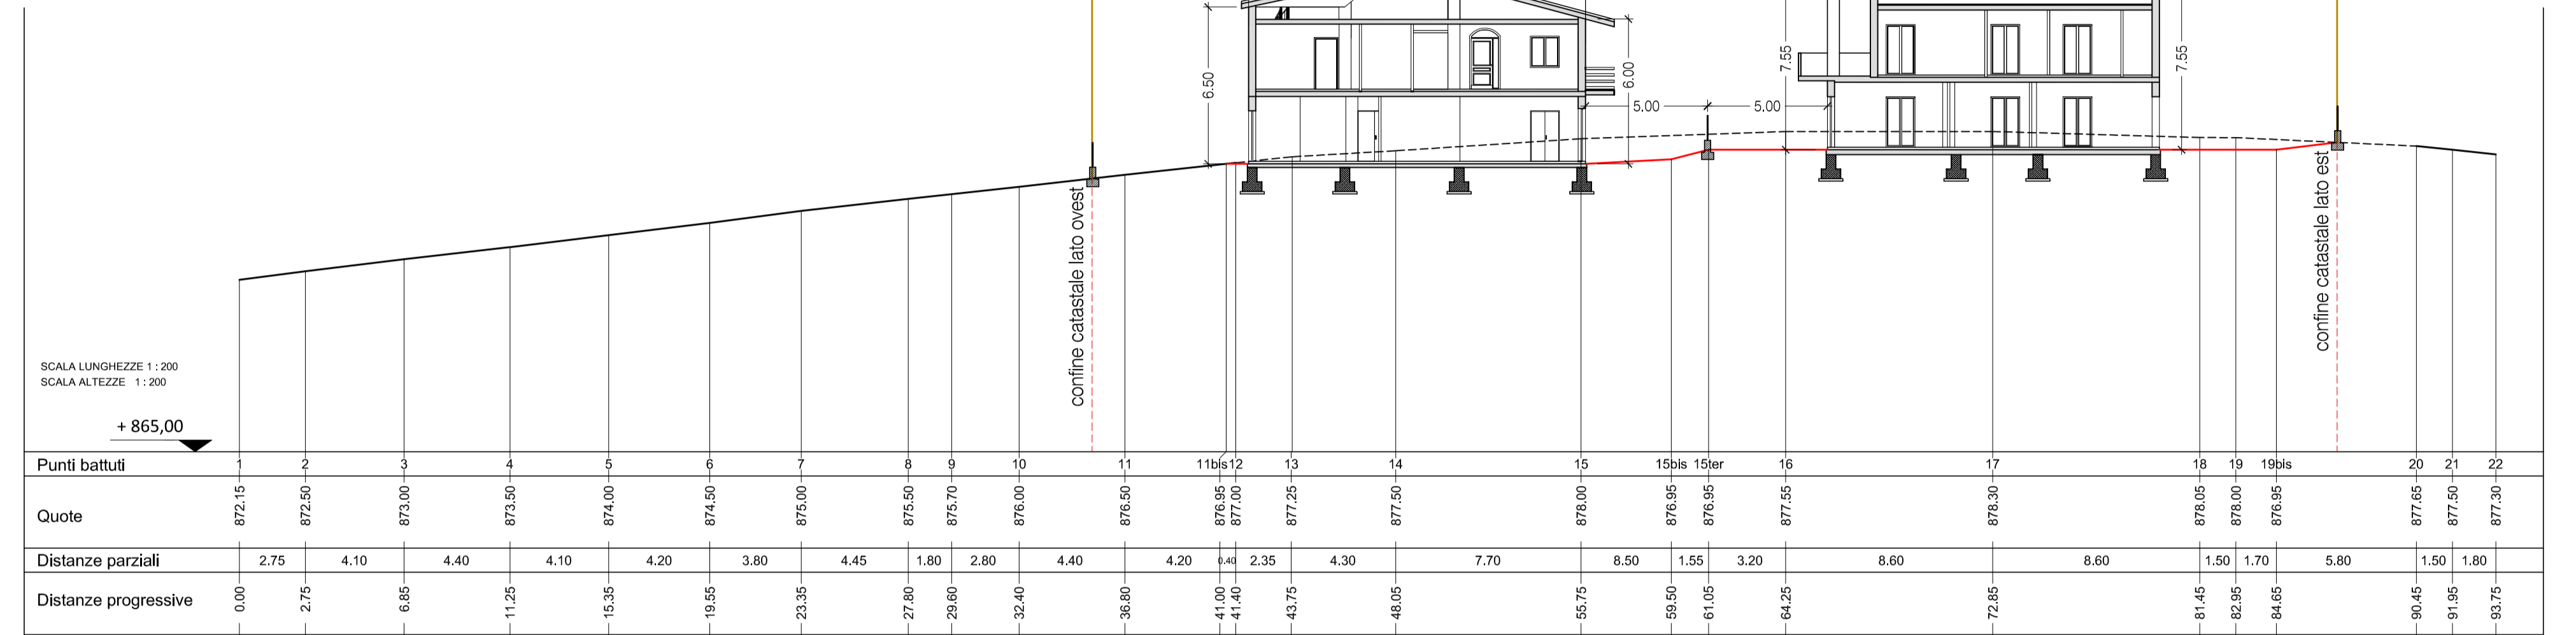 6.50
6.00
5.00 5.00
7.55
7.55
confine catastale lato ovest
confine catastale lato est
SCALA LUNGHEZZE 1 : 200
SCALA ALTEZZE 1 : 200
+ 865,00
Punti battuti 1 2 3 4 5 6 7 8 9 10 11 11bis 12 13 14 15 15bis 15ter 16 17 18 19 19bis 20 21 22
Quote 872.15 872.50 873.00 873.50 874.00 874.50 875.00 875.50 875.70 876.00 876.50 876.95 877.00 877.25 877.50 878.00 876.95 876.95 877.55 878.30 878.05 878.00 876.95 877.65 877.50 877.30
Distanze parziali 2.75 4.10 4.40 4.10 4.20 3.80 4.45 1.80 2.80 4.40 4.20 0.40 2.35 4.30 7.70 8.50 1.55 3.20 8.60 8.60 1.50 1.70 5.80 1.50 1.80
Distanze progressive 0.00 2.75 6.85 11.25 15.35 19.55 23.35 27.80 29.60 32.40 36.80 41.00 41.40 43.75 48.05 55.75 59.50 61.05 64.25 72.85 81.45 82.95 84.65 90.45 91.95 93.75